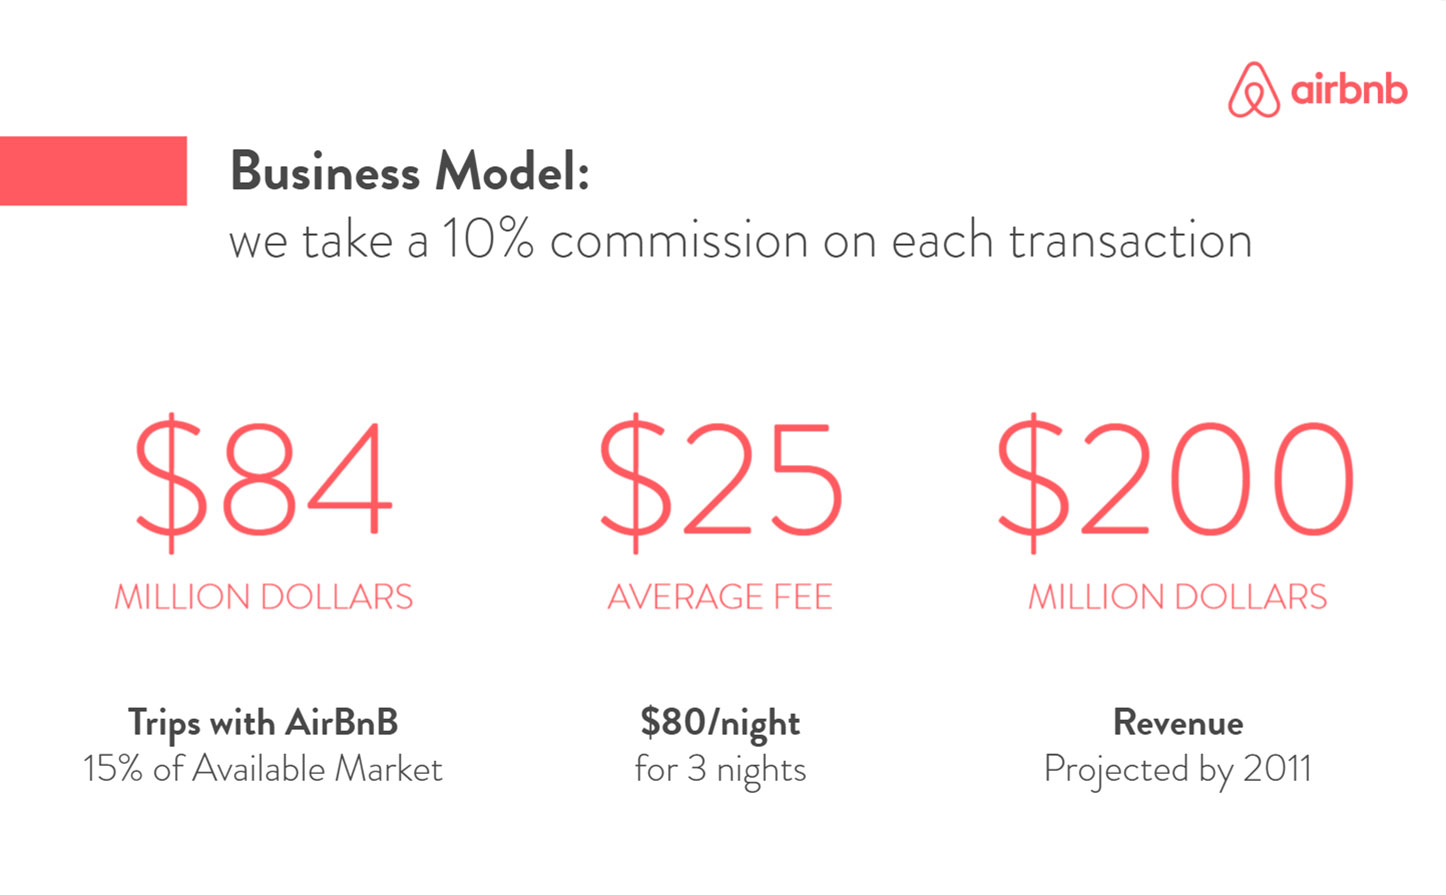 airbnb
Business Model:
we take a 10% commission on each transaction
$84
MILLION DOLLARS
Trips with AirBnB
15% of Available Market
$25
AVERAGE FEE
$80/night
for 3 nights
$200
MILLION DOLLARS
Revenue
Projected by 2011